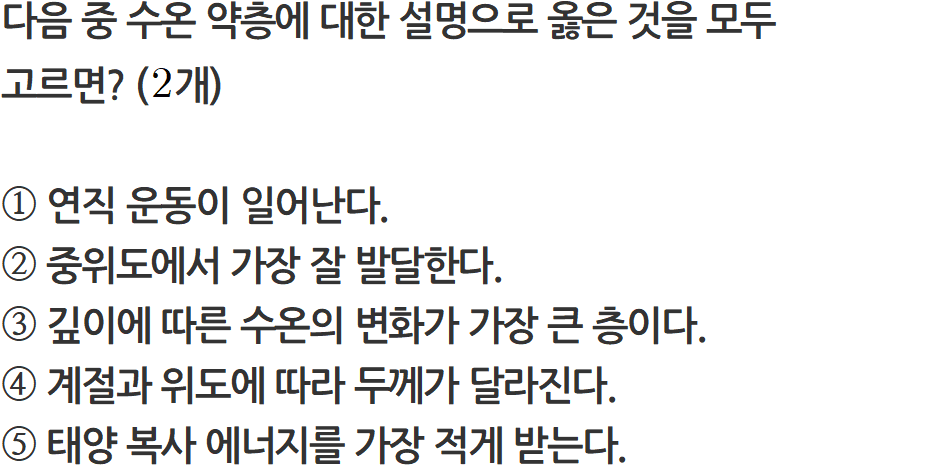 다음 중 수온 약층에 대한 설명으로 옳은 것을 모두
고르면? (2개)
① 연직 운동이 일어난다.
② 중위도에서 가장 잘 발달한다.
③ 깊이에 따른 수온의 변화가 가장 큰 층이다.
④ 계절과 위도에 따라 두께가 달라진다.
⑤ 태양 복사 에너지를 가장 적게 받는다.